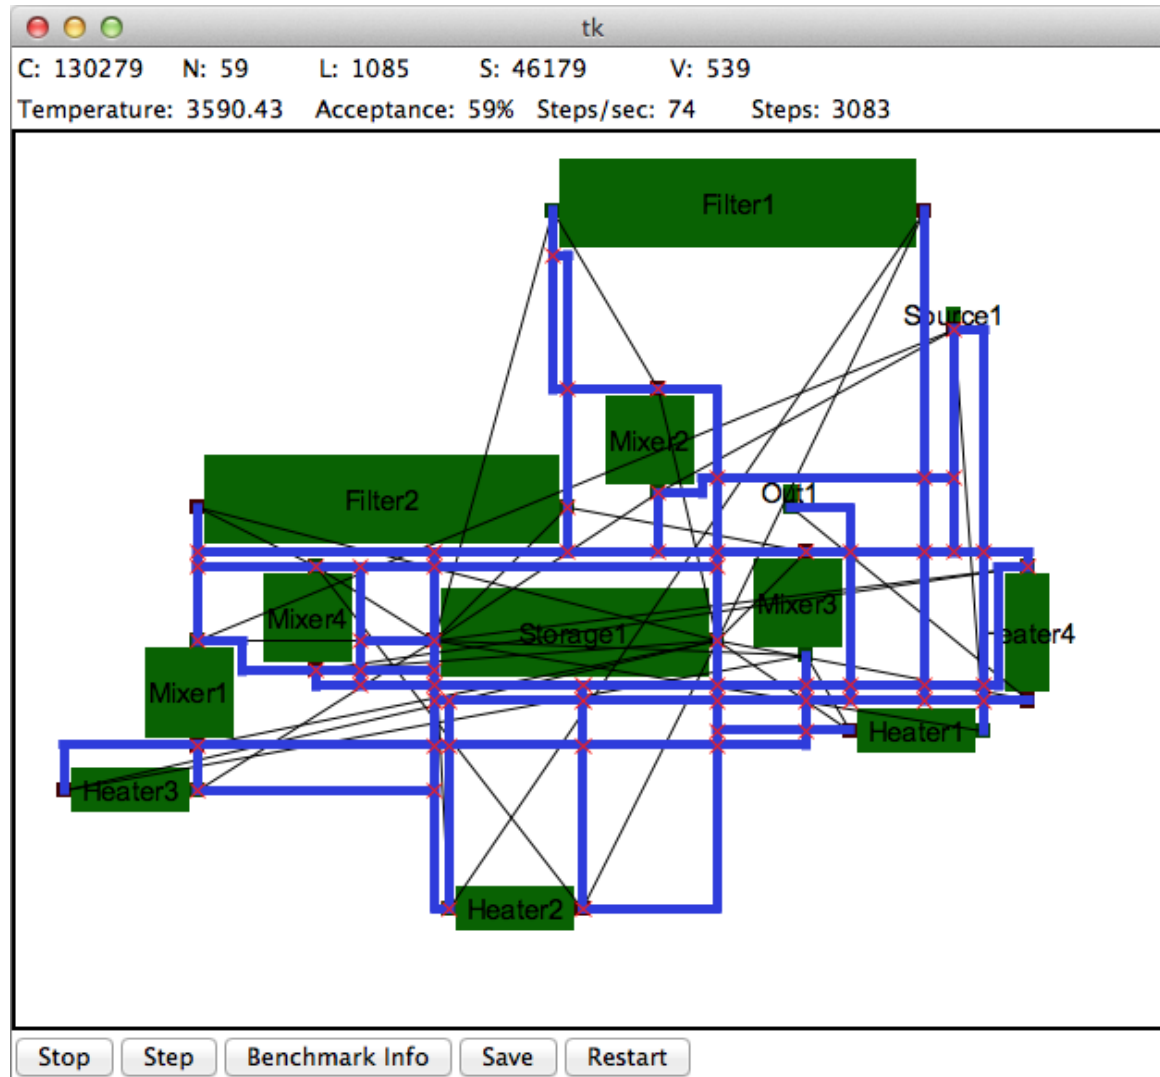 tk
C: 130279 N: 59 L: 1085 S: 46179 V: 539
Temperature: 3590.43 Acceptance: 59% Steps/sec: 74 Steps: 3083
Filter1
Source1
Mixer2
Filter2
Out1
Mixer3
Mixer4
Storage1
eater4
Mixer1
Heater1
Heater3
Heater2
Stop Step Benchmark Info Save Restart